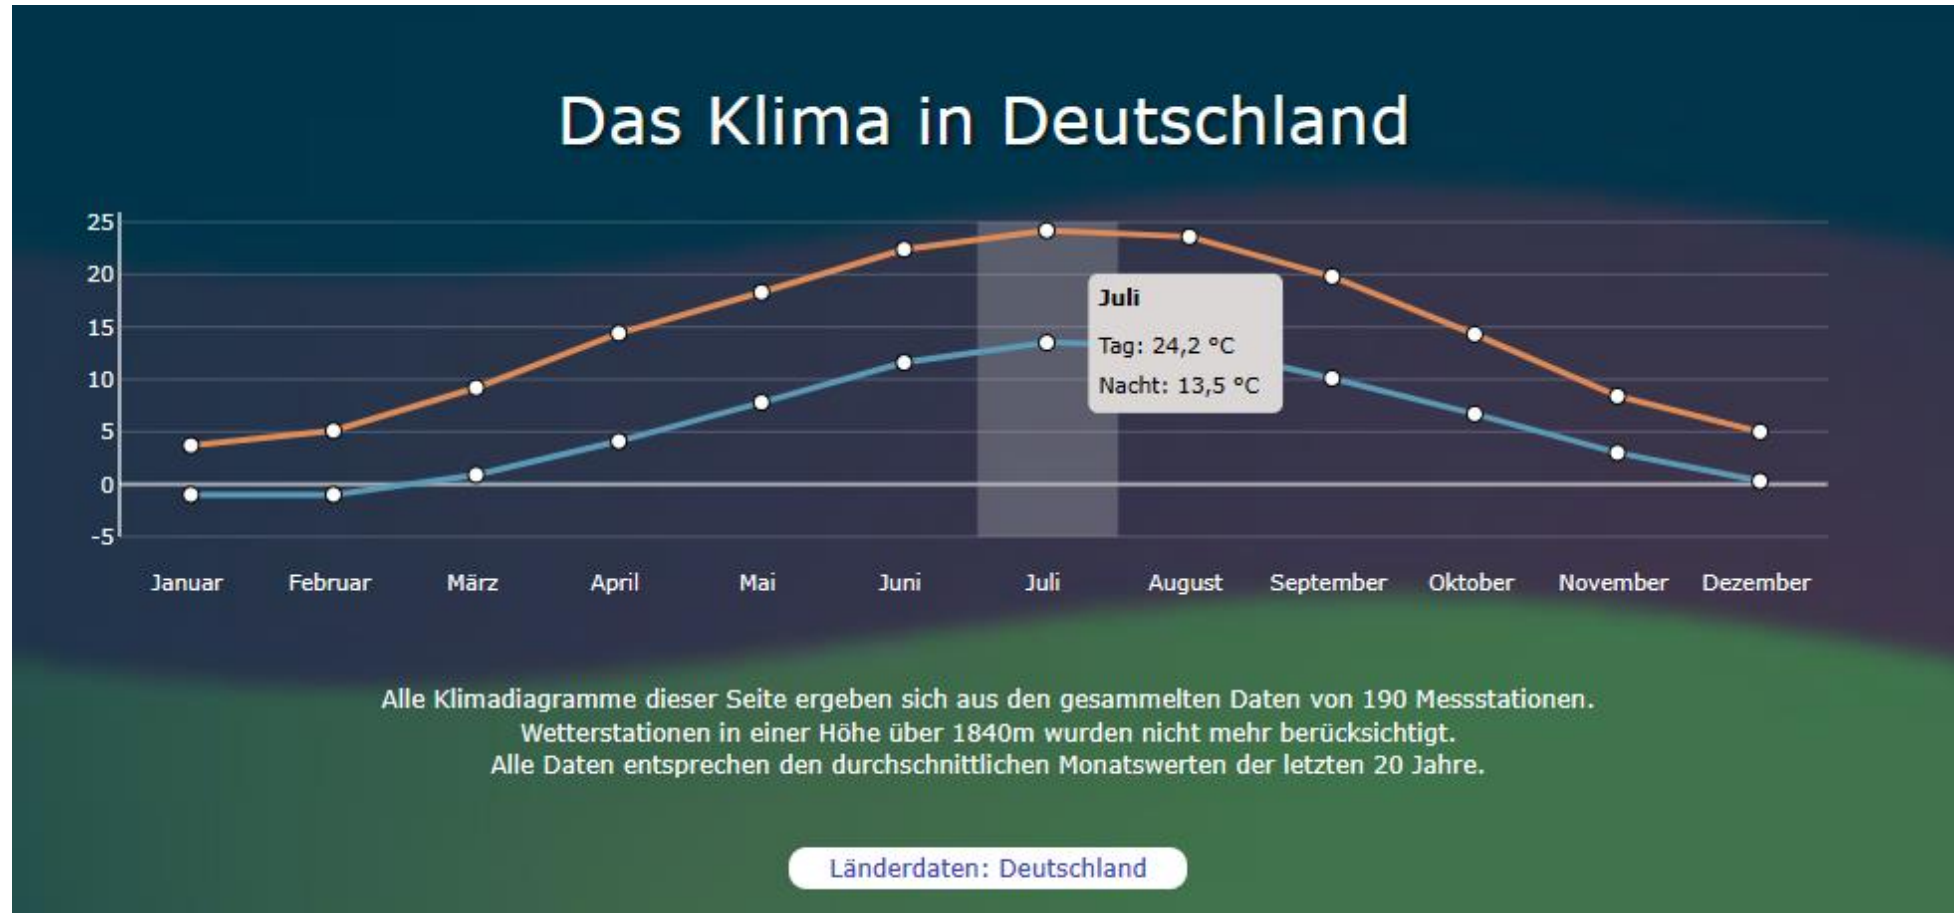 Das Klima in Deutschland
25
20
15
10
5
0
-5
Juli
Tag: 24,2 °C
Nacht: 13,5 °C
Januar Februar März April Mai Juni Juli August September Oktober November Dezember
Alle Klimadiagramme dieser Seite ergeben sich aus den gesammelten Daten von 190 Messstationen.
Wetterstationen in einer Höhe über 1840m wurden nicht mehr berücksichtigt.
Alle Daten entsprechen den durchschnittlichen Monatswerten der letzten 20 Jahre.
Länderdaten: Deutschland